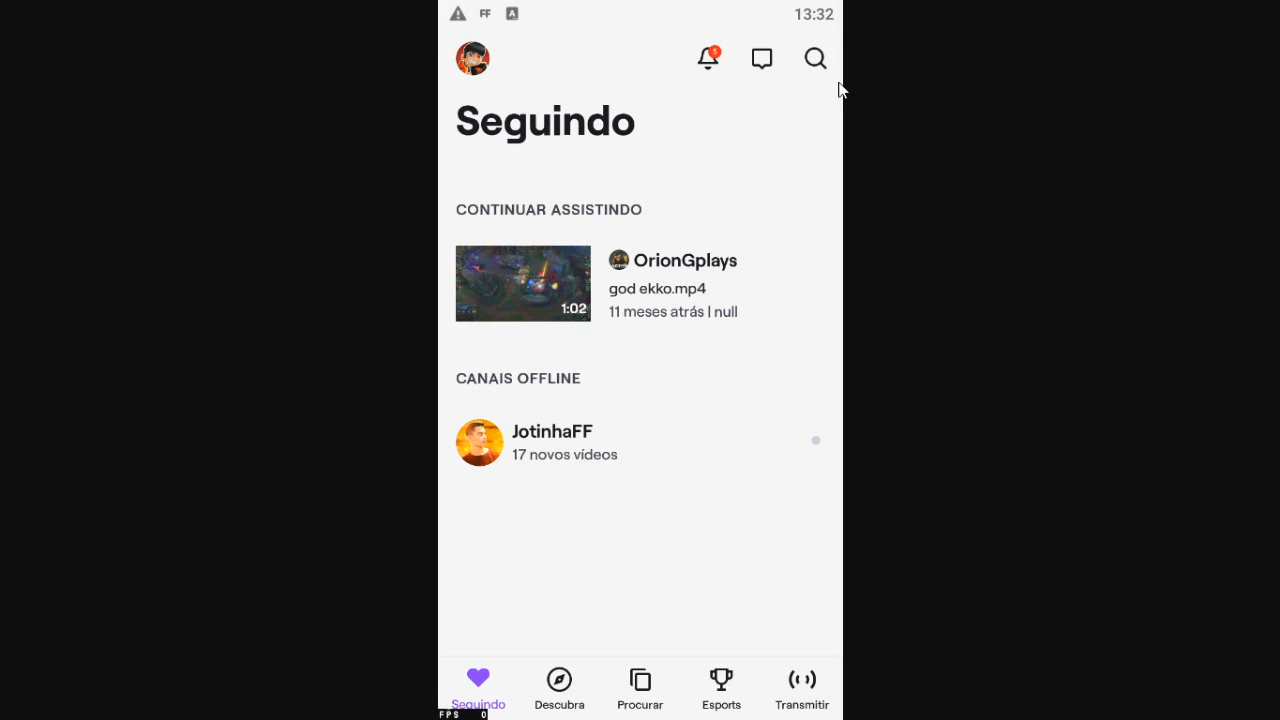 FF A 13:32
5
Seguindo
CONTINUAR ASSISTINDO
1:02
OrionGplays
god ekko.mp4
11 meses atrás | null
CANAIS OFFLINE
JotinhaFF
17 novos vídeos
Seguindo Descubra Procurar Esports Transmitir
FPS 0